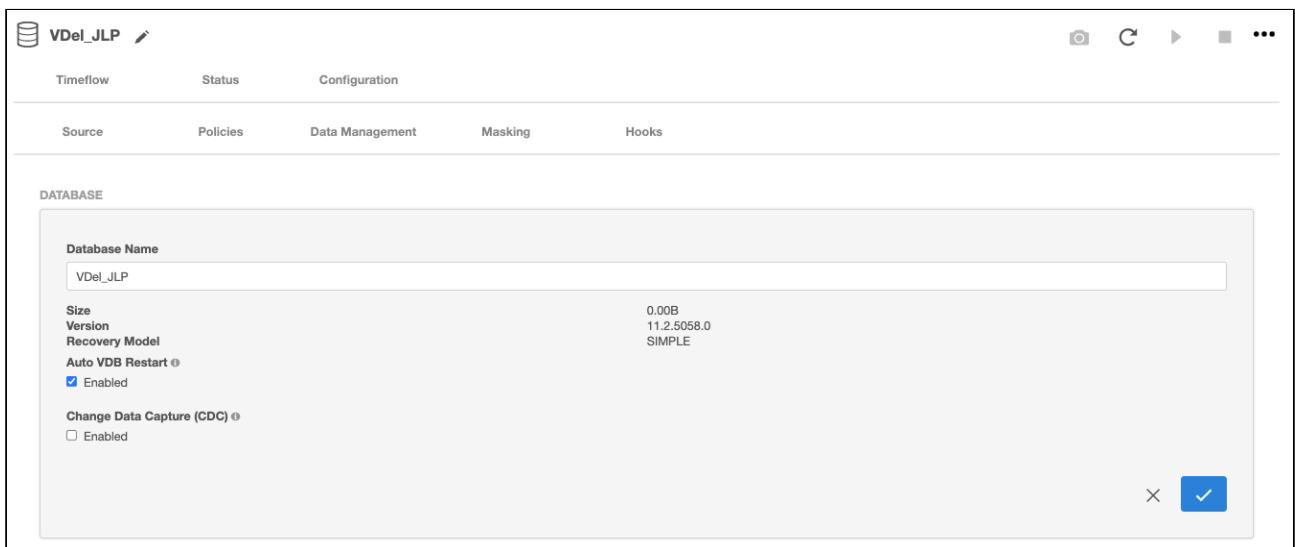 VDel_JLP
Timeflow Status Configuration
Source Policies Data Management Masking Hooks
DATABASE
Database Name
VDel_JLP
Size 0.00B
Version 11.2.5058.0
Recovery Model SIMPLE
Auto VDB Restart
Enabled
Change Data Capture (CDC)
Enabled